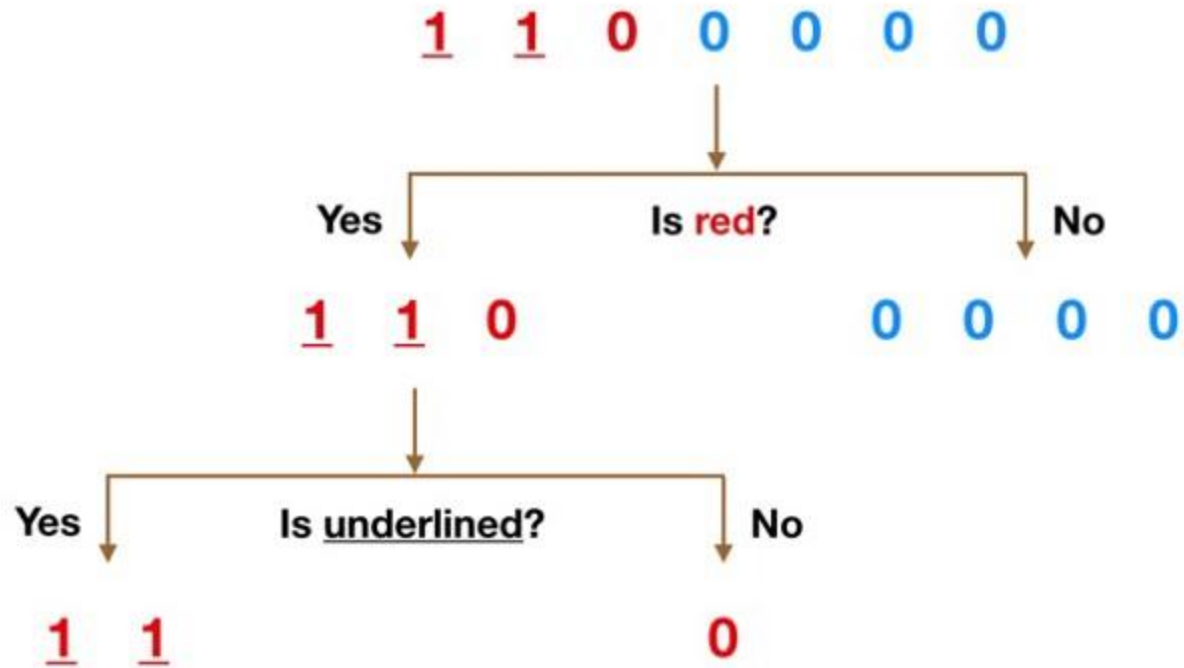 1 1 0 0 0 0 0
Yes Is red? No
1 1 0 0 0 0 0
Yes Is underlined? No
1 1 0